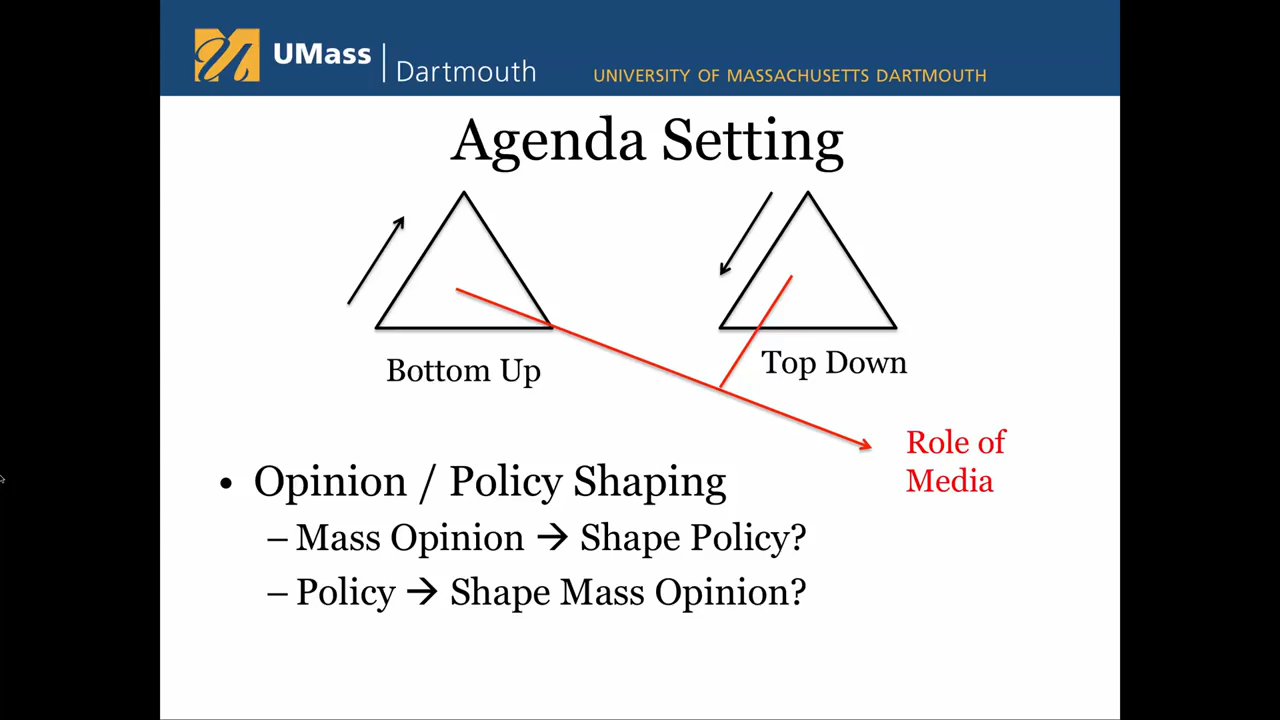 UMass | Dartmouth
UNIVERSITY OF MASSACHUSETTS DARTMOUTH
Agenda Setting
Bottom Up
Top Down
Role of
Media
• Opinion / Policy Shaping
– Mass Opinion → Shape Policy?
– Policy → Shape Mass Opinion?